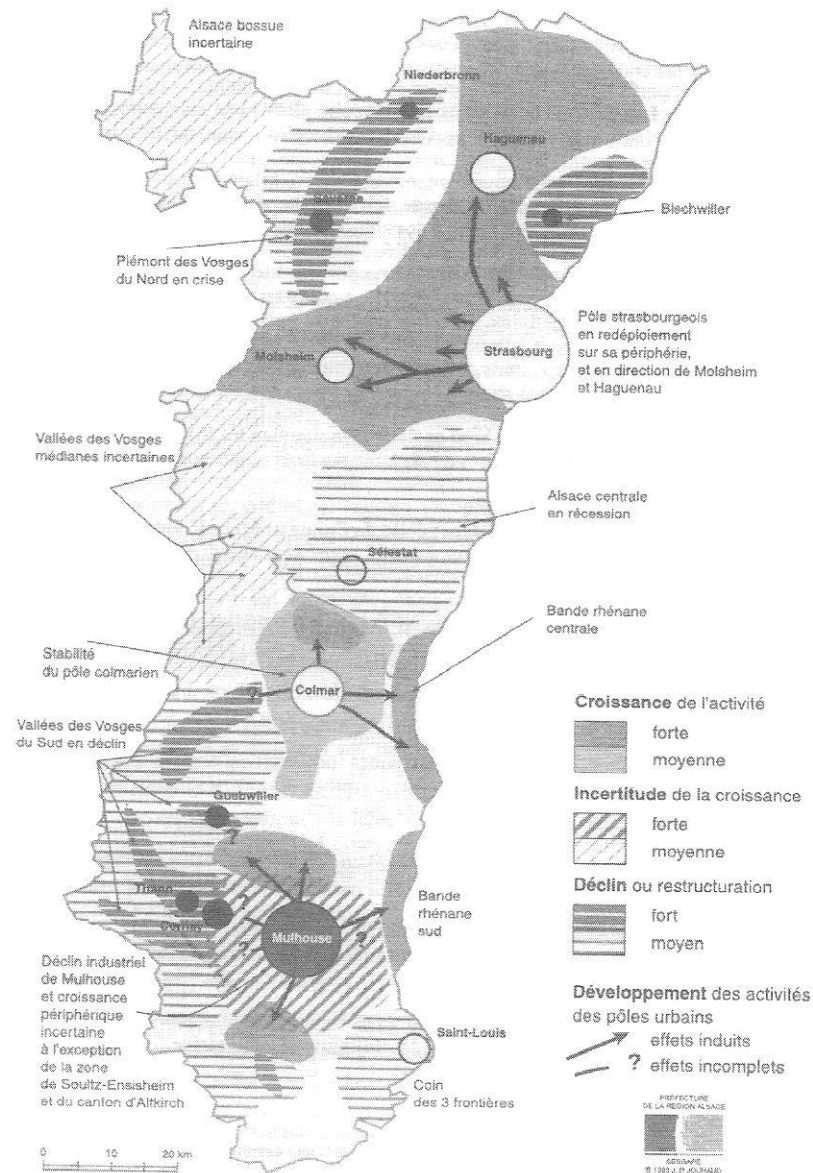 Alsace bossue
incertaine
Niederbronn
Haguenau
Saverne
Bischwiller
Piémont des Vosges
du Nord en crise
Pôle strasbourgeois
en redéploiement
sur sa périphérie,
et en direction de Molsheim
et Haguenau
Strasbourg
Molsheim
Vallées des Vosges
médianes incertaines
Alsace centrale
en récession
Sélestat
Bande rhénane
centrale
Stabilité
du pôle colmarien
Colmar
?
Vallées des Vosges
du Sud en déclin
Guebwiller
?
Thann
Cernay
?
?
?
Mulhouse
Bande
rhénane
sud
Déclin industriel
de Mulhouse
et croissance
périphérique
incertaine
à l'exception
de la zone
de Soultz-Ensisheim
et du canton d'Altkirch
Saint-Louis
Coin
des 3 frontières
Croissance de l'activité
forte
moyenne
Incertitude de la croissance
forte
moyenne
Déclin ou restructuration
fort
moyen
Développement des activités
des pôles urbains
effets induits
? effets incomplets
0 10 20 km
PREFECTURE
DE LA REGION ALSACE
J. P. JOUHAUD